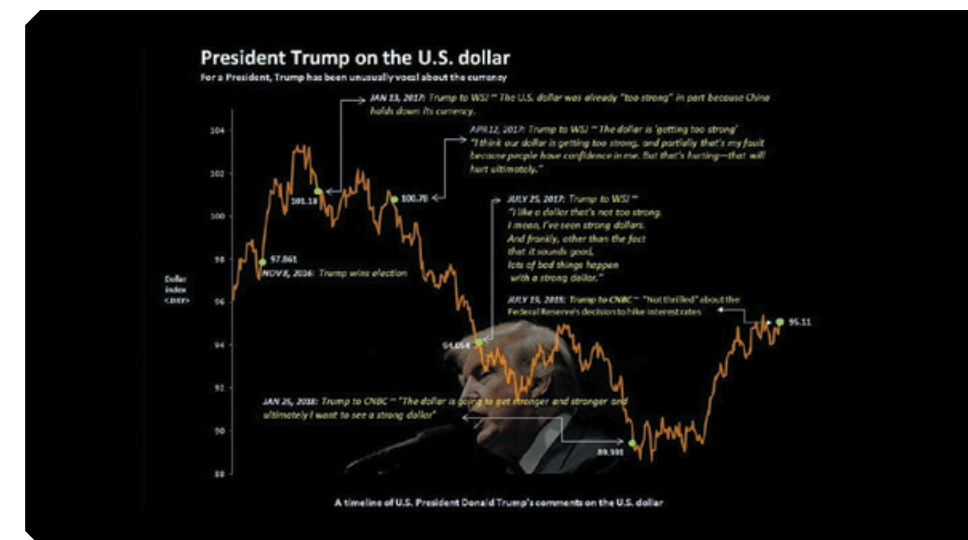 President Trump on the U.S. dollar
For a President, Trump has been unusually vocal about the currency
JAN 13, 2017: Trump to WSJ ~ The U.S. dollar was already "too strong" in part because China
holds down its currency.
APR 12, 2017: Trump to WSJ ~ The dollar is 'getting too strong'
"I think our dollar is getting too strong, and partially that's my fault
because people have confidence in me. But that's hurting—that will
hurt ultimately."
104
102
101.18
100.78
JULY 25, 2017: Trump to WSJ ~
"I like a dollar that's not too strong.
I mean, I've seen strong dollars.
And frankly, other than the fact
that it sounds good,
lots of bad things happen
with a strong dollar."
100
98
97.861
NOV 8, 2016: Trump wins election
Dollar
index
<.DXY>
96
JULY 19, 2018: Trump to CNBC ~ "Not thrilled" about the
Federal Reserve's decision to hike interest rates
95.11
94
94.054
92
JAN 25, 2018: Trump to CNBC ~ "The dollar is going to get stronger and stronger and
ultimately I want to see a strong dollar"
90
89.391
88
A timeline of U.S. President Donald Trump's comments on the U.S. dollar